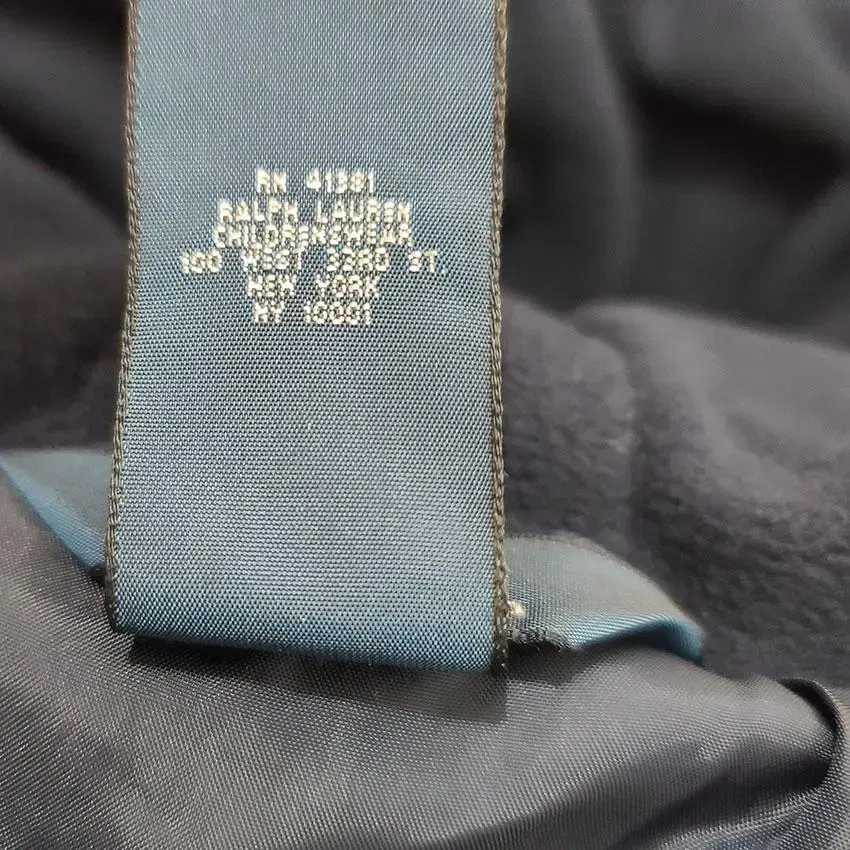 RN 41381
RALPH LAUREN
CHILDRENSWEAR
100 WEST 33RD ST
NEW YORK
NY 10001